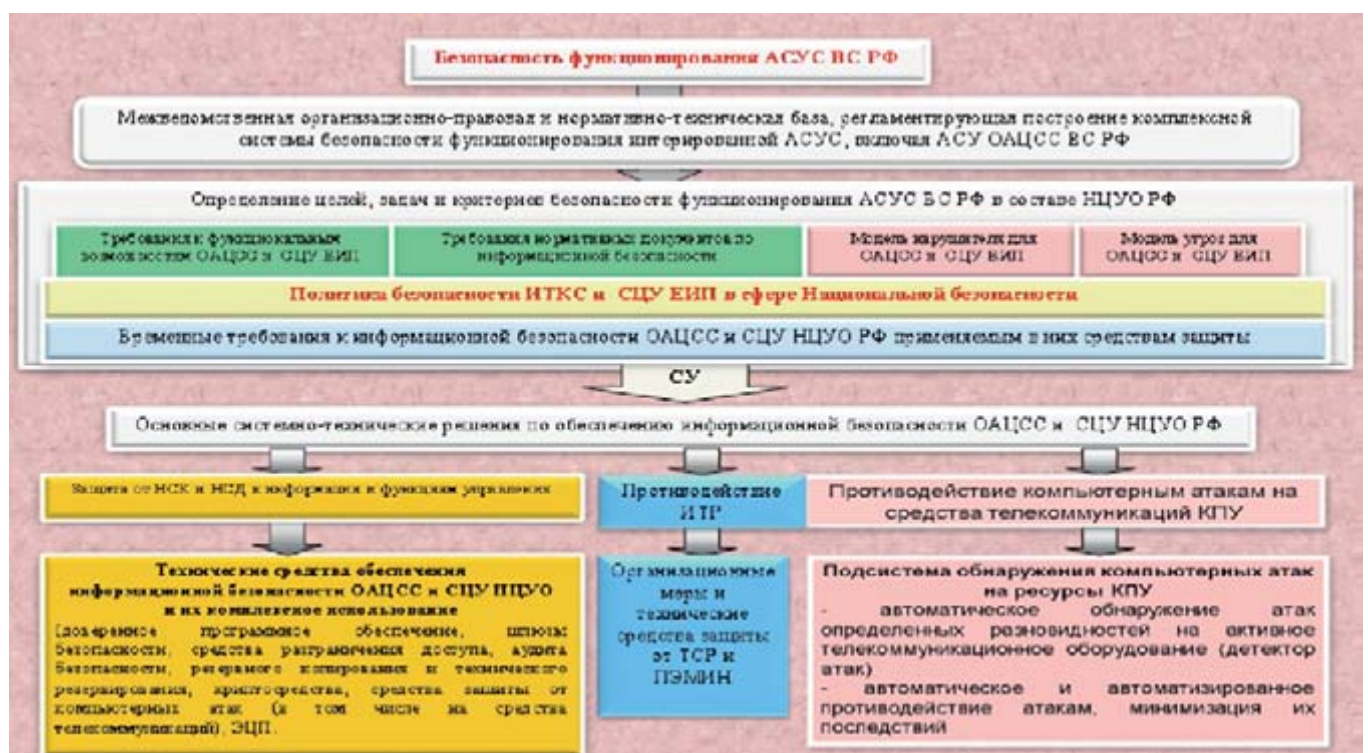 Безопасность функционирования АСУС ВС РФ
Межведомственная организационно-правовая и нормативно-техническая база, регламентирующая построение комплексной
системы безопасности функционирования интегрированной АСУС, включая АСУ ОАЦСС ВС РФ
Определение целей, задач и критериев безопасности функционирования АСУС ВС РФ в составе НЦУО РФ
Требования к функциональным
возможностям ОАЦСС и СЦУ ЕИП
Требования нормативных документов по
информационной безопасности
Модель нарушителя для
ОАЦСС и СЦУ ЕИП
Модель угроз для
ОАЦСС и СЦУ ЕИП
Политика безопасности ИТКС и СЦУ ЕИП в сфере Национальной безопасности
Временные требования к информационной безопасности ОАЦСС и СЦУ НЦУО РФ применяемым в них средствам защиты
СУ
Основные системно-технические решения по обеспечению информационной безопасности ОАЦСС и СЦУ НЦУО РФ
Защита от НСК и НСД к информации и функциям управления
Противодействие
ИТР
Противодействие компьютерным атакам на
средства телекоммуникаций КПУ
Технические средства обеспечения
информационной безопасности ОАЦСС и СЦУ НЦУО
и их комплексное использование
(доверенное программное обеспечение, шлюзы
безопасности, средства разграничения доступа, аудита
безопасности, резервного копирования и технического
резервирования, криптосредства, средства защиты от
компьютерных атак (в том числе на средства
телекоммуникаций), ЭЦП.
Организационные
меры и
технические
средства защиты
от ТСР и
ПЭМИН
Подсистема обнаружения компьютерных атак
на ресурсы КПУ
- автоматическое обнаружение атак
определенных разновидностей на активное
телекоммуникационное оборудование (детектор
атак)
- автоматическое и автоматизированное
противодействие атакам, минимизация их
последствий